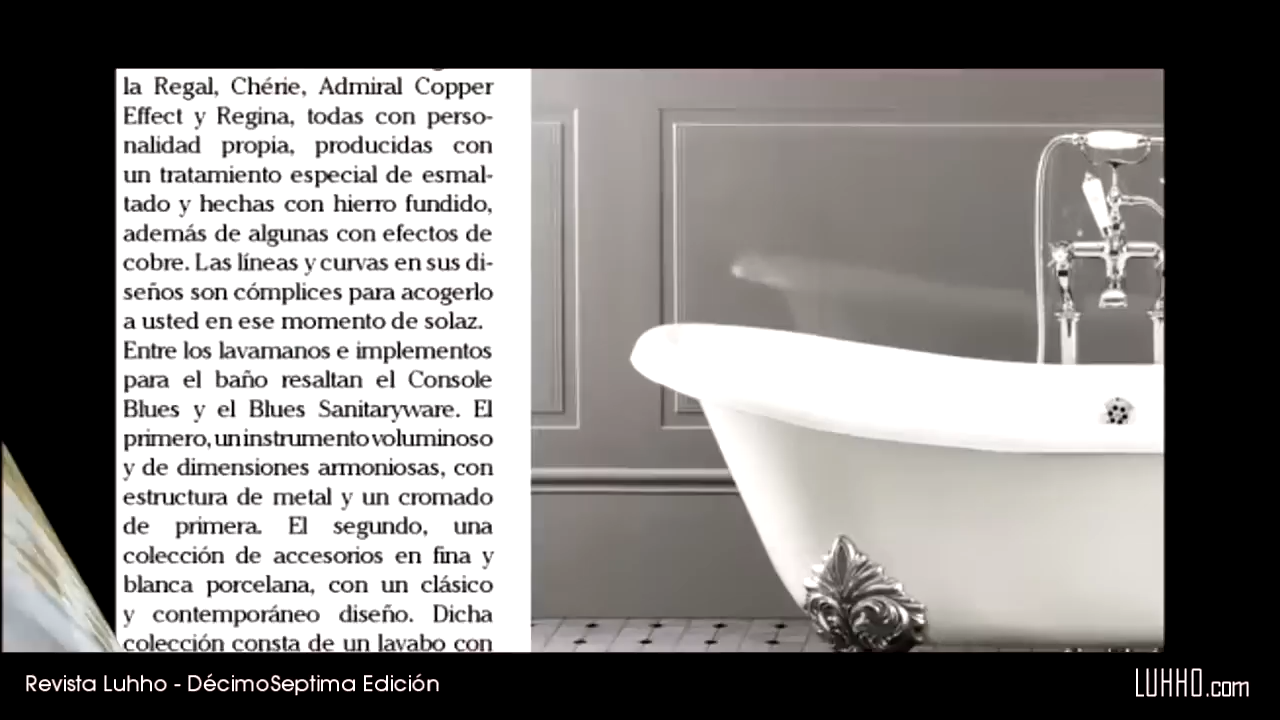 la Regal, Chérie, Admiral Copper
Effect y Regina, todas con perso-
nalidad propia, producidas con
un tratamiento especial de esmal-
tado y hechas con hierro fundido,
además de algunas con efectos de
cobre. Las líneas y curvas en sus di-
seños son cómplices para acogerlo
a usted en ese momento de solaz.
Entre los lavamanos e implementos
para el baño resaltan el Console
Blues y el Blues Sanitaryware. El
primero, un instrumento voluminoso
y de dimensiones armoniosas, con
estructura de metal y un cromado
de primera. El segundo, una
colección de accesorios en fina y
blanca porcelana, con un clásico
y contemporáneo diseño. Dicha
colección consta de un lavabo con
Revista Luhho - DécimoSeptima Edición
LUHHO.com